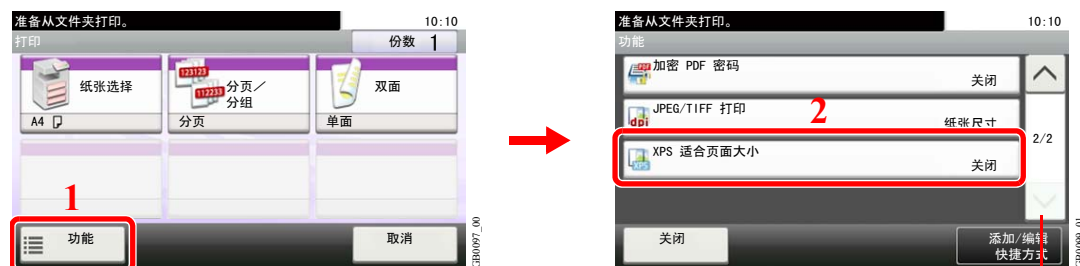 准备从文件夹打印。 10:10
打印 份数 1
纸张选择
分页／
分组
双面
A4
分页
单面
1
功能
取消
GB0097_00
准备从文件夹打印。 10:10
功能
加密 PDF 密码
关闭
JPEG/TIFF 打印
纸张尺寸
2
2/2
XPS 适合页面大小
关闭
关闭
添加/编辑
快捷方式